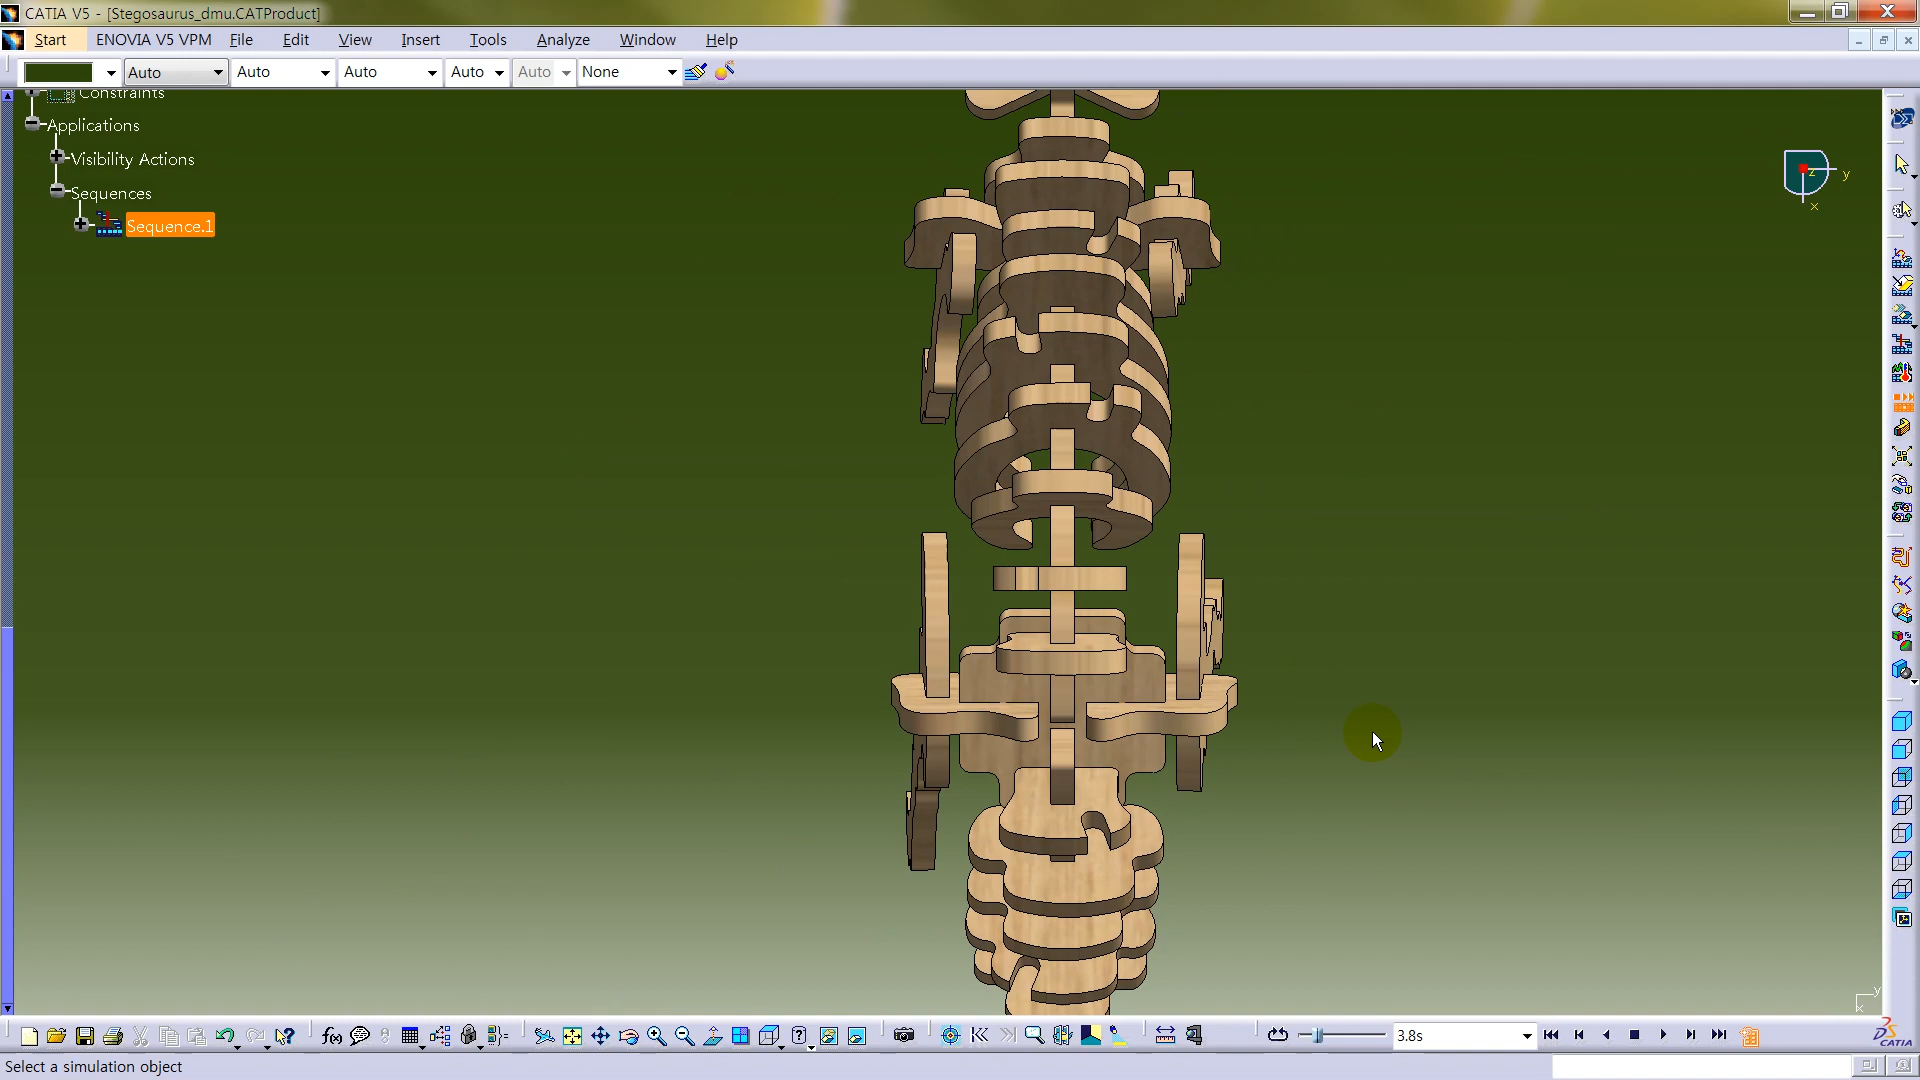 CATIA V5 - [Stegosaurus_dmu.CATProduct]
Start ENOVIA V5 VPM File Edit View Insert Tools Analyze Window Help
Auto Auto Auto Auto Auto None
Constraints
Applications
Visibility Actions
Sequences
Sequence.1
z y
x
y
x
f(x)
3.8s
CATIA
Select a simulation object